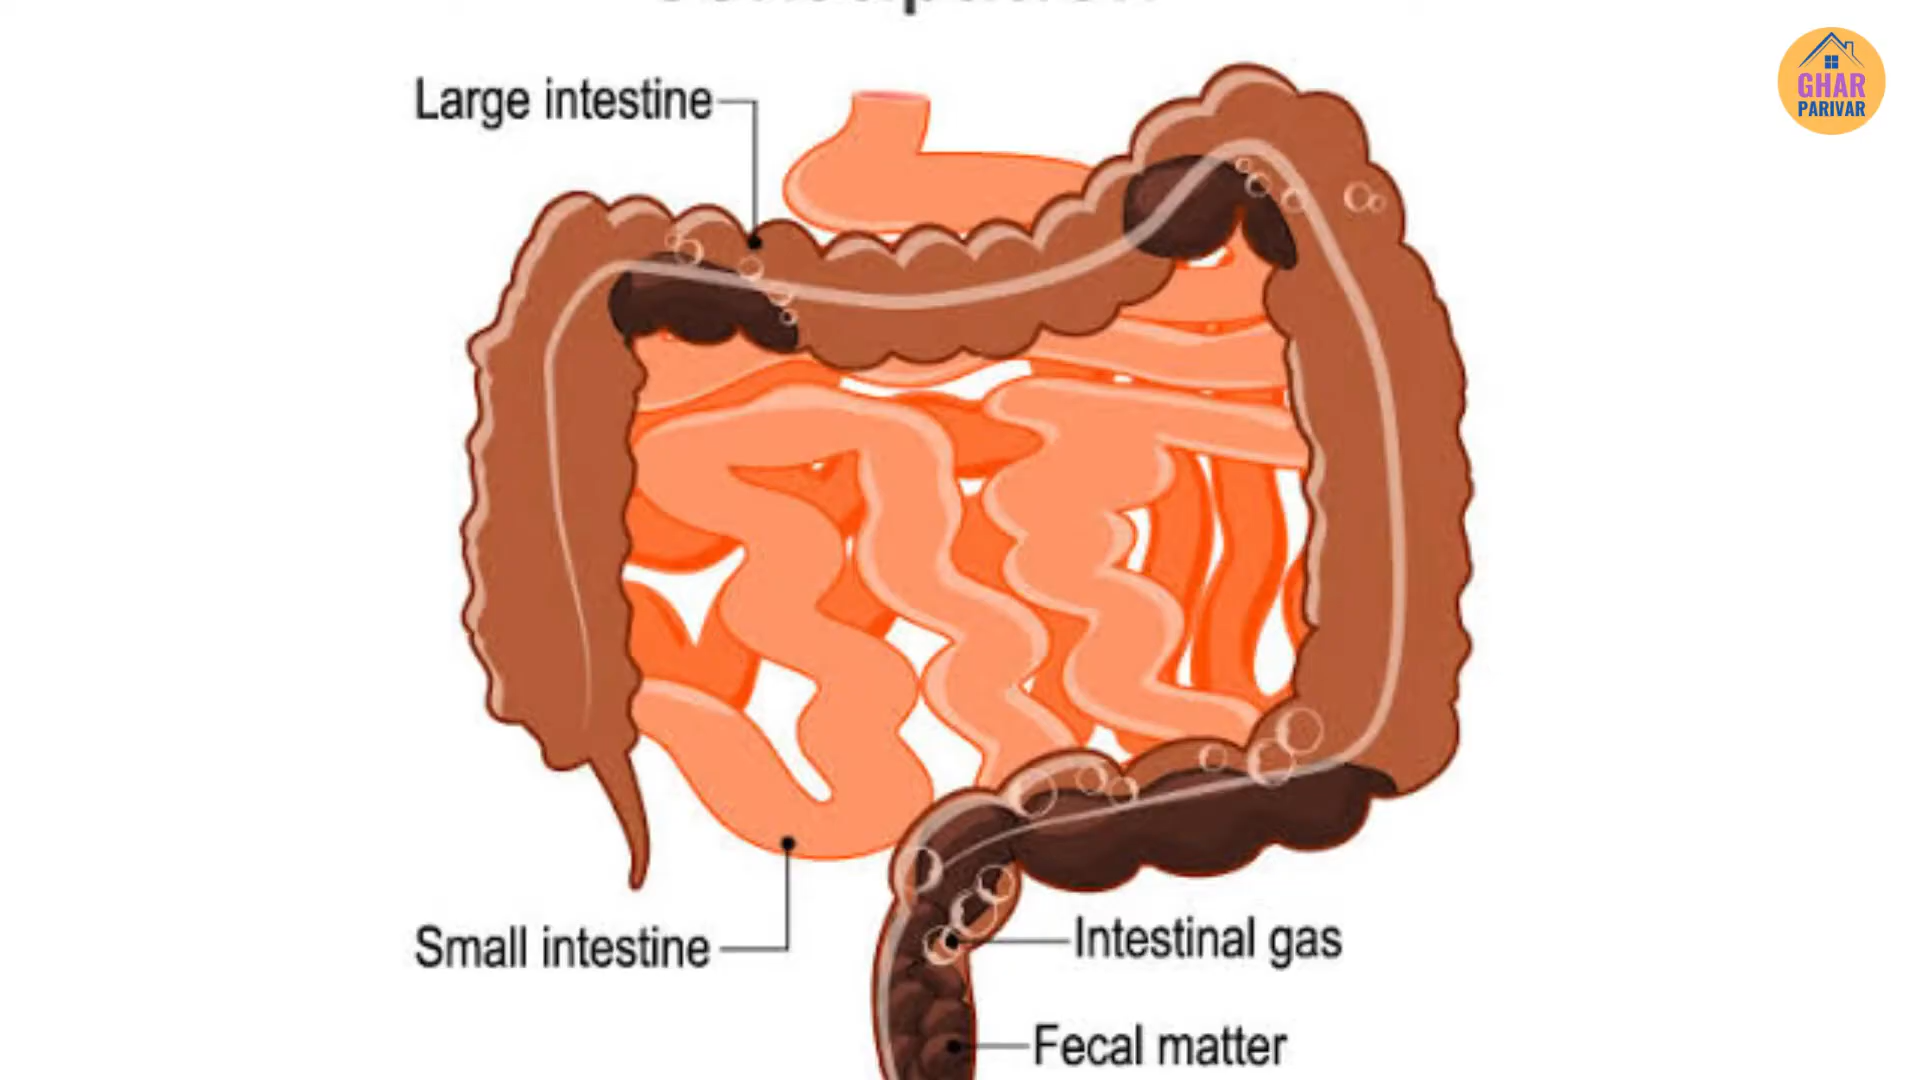 Large intestine
GHAR
PARIVAR
Small intestine
Intestinal gas
Fecal matter